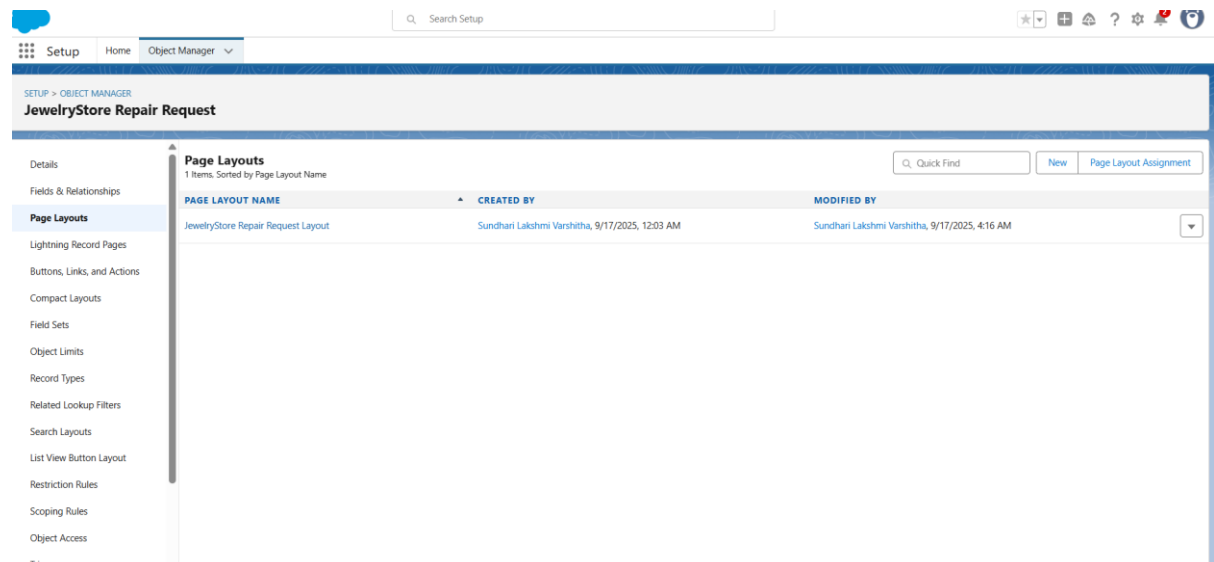 Search Setup
2
Setup Home Object Manager
SETUP > OBJECT MANAGER
JewelryStore Repair Request
Details
Fields & Relationships
Page Layouts
Lightning Record Pages
Buttons, Links, and Actions
Compact Layouts
Field Sets
Object Limits
Record Types
Related Lookup Filters
Search Layouts
List View Button Layout
Restriction Rules
Scoping Rules
Object Access
Page Layouts
1 Items, Sorted by Page Layout Name
Quick Find
New
Page Layout Assignment
PAGE LAYOUT NAME CREATED BY MODIFIED BY
JewelryStore Repair Request Layout Sundhari Lakshmi Varshitha, 9/17/2025, 12:03 AM Sundhari Lakshmi Varshitha, 9/17/2025, 4:16 AM